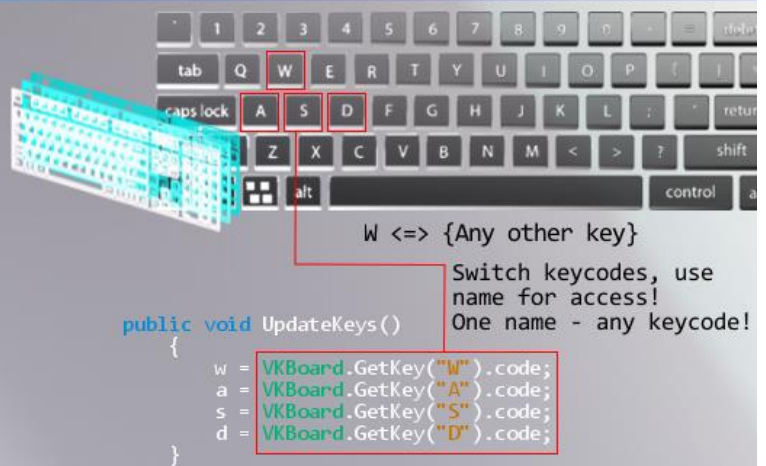 ` 1 2 3 4 5 6 7 8 9 0 - =
tab Q W E R T Y U I O P [ ]
caps lock A S D F G H J K L ; ' return
Z X C V B N M < > ? shift
alt control
W <=> {Any other key}
Switch keycodes, use
name for access!
One name - any keycode!
public void UpdateKeys()
{
w = VKBoard.GetKey("W").code;
a = VKBoard.GetKey("A").code;
s = VKBoard.GetKey("S").code;
d = VKBoard.GetKey("D").code;
}